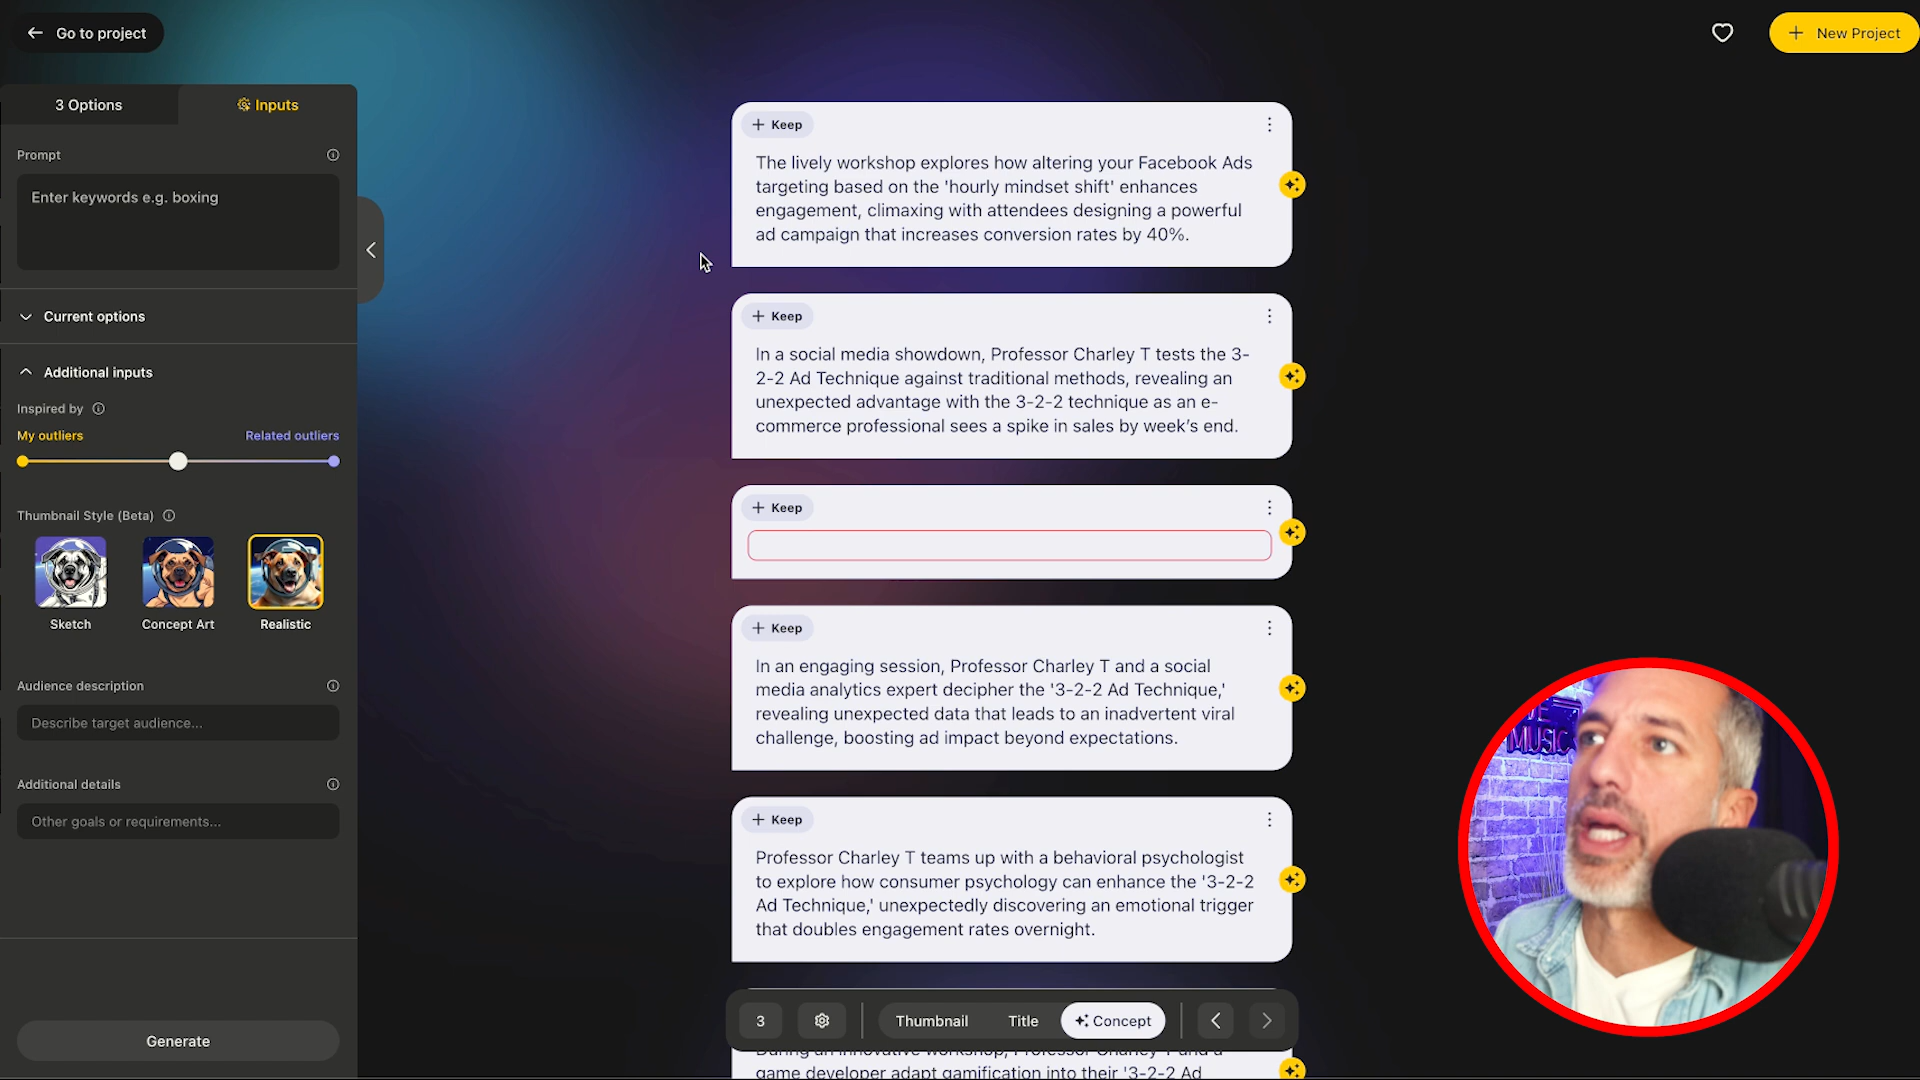 Go to project
New Project
3 Options
Inputs
Prompt
Enter keywords e.g. boxing
Current options
Additional inputs
Inspired by
My outliers
Related outliers
Thumbnail Style (Beta)
Sketch
Concept Art
Realistic
Audience description
Describe target audience...
Additional details
Other goals or requirements...
Generate
Keep
The lively workshop explores how altering your Facebook Ads
targeting based on the 'hourly mindset shift' enhances
engagement, climaxing with attendees designing a powerful
ad campaign that increases conversion rates by 40%.
Keep
In a social media showdown, Professor Charley T tests the 3-
2-2 Ad Technique against traditional methods, revealing an
unexpected advantage with the 3-2-2 technique as an e-
commerce professional sees a spike in sales by week’s end.
Keep
Keep
In an engaging session, Professor Charley T and a social
media analytics expert decipher the '3-2-2 Ad Technique,'
revealing unexpected data that leads to an inadvertent viral
challenge, boosting ad impact beyond expectations.
Keep
Professor Charley T teams up with a behavioral psychologist
to explore how consumer psychology can enhance the '3-2-2
Ad Technique,' unexpectedly discovering an emotional trigger
that doubles engagement rates overnight.
3
Thumbnail
Title
Concept
During an innovative workshop, Professor Charley T and a
game developer adapt gamification into their '3-2-2 Ad
MUSIC